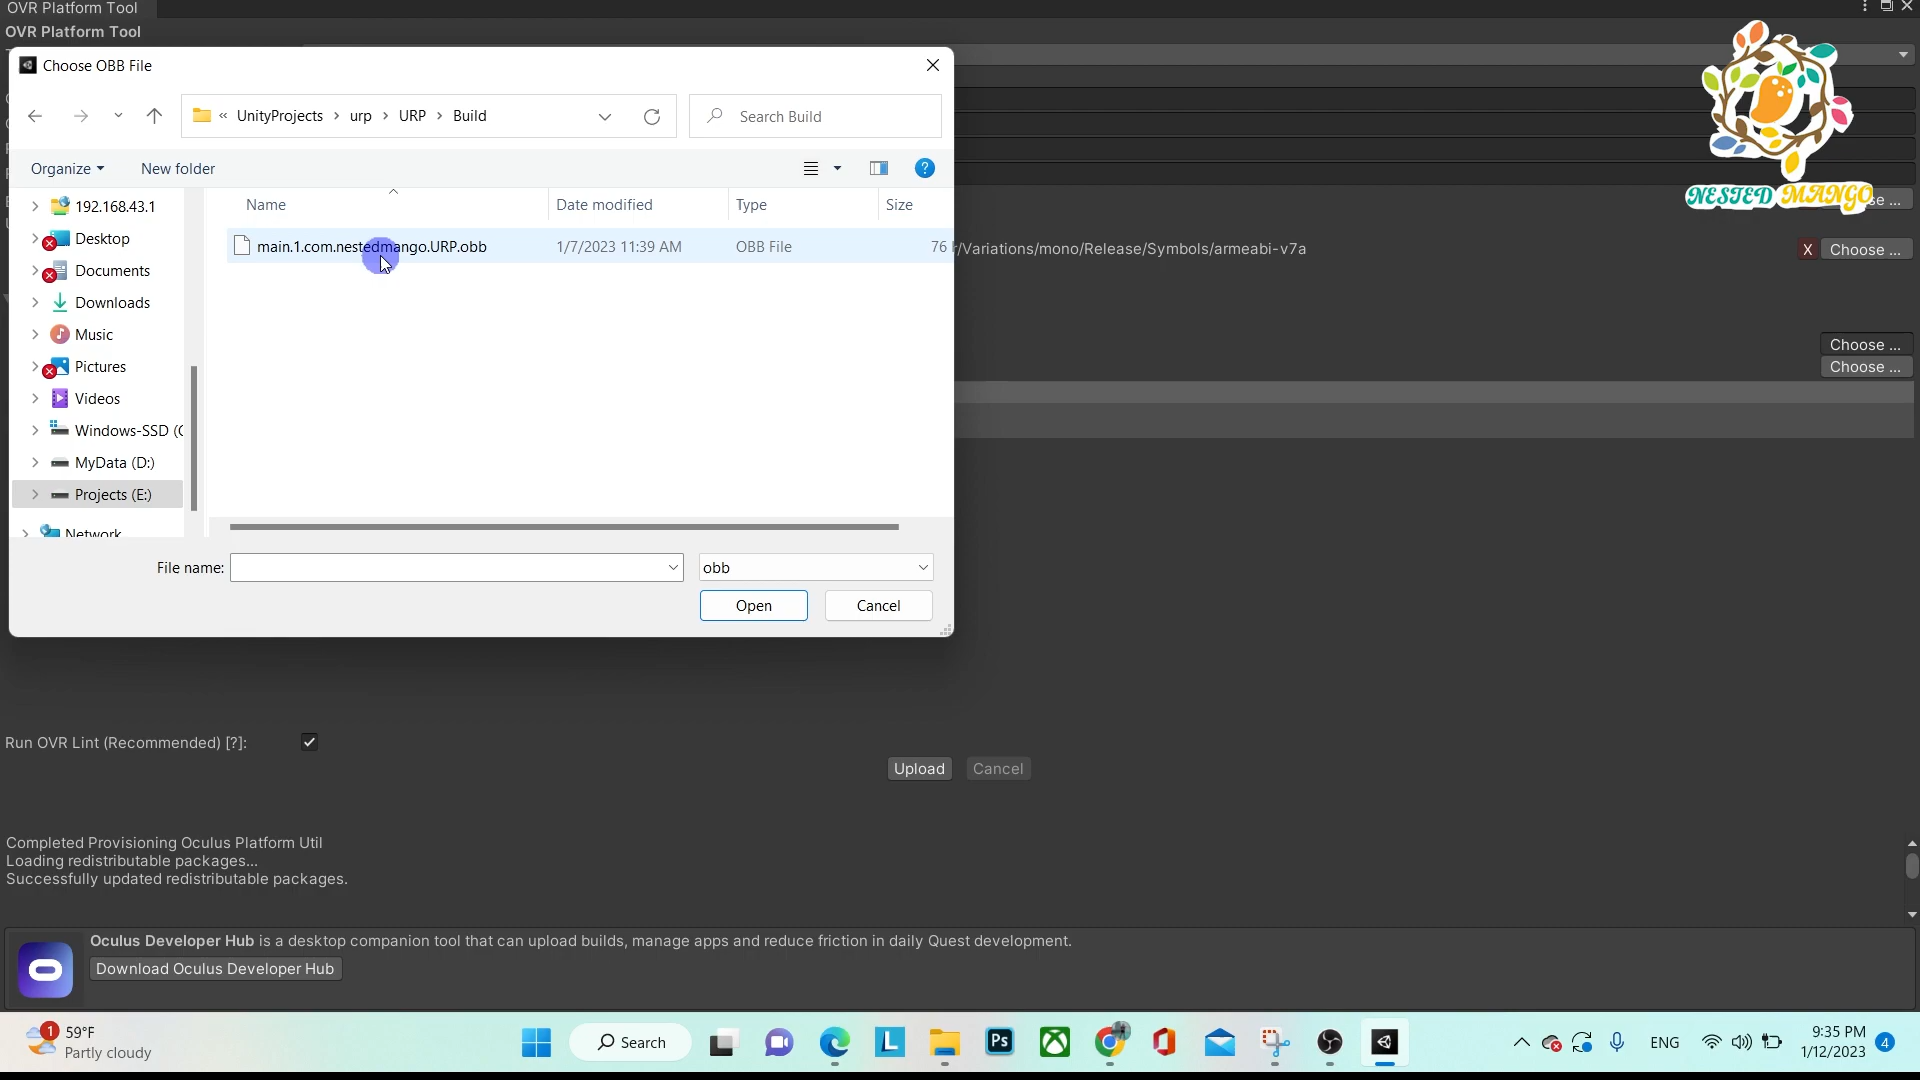 OVR Platform Tool
OVR Platform Tool
Choose OBB File
« UnityProjects › urp › URP › Build
Search Build
Organize
New folder
Name
Date modified
Type
Size
192.168.43.1
Desktop
Documents
Downloads
Music
Pictures
Videos
Windows-SSD (
MyData (D:)
Projects (E:)
Network
main.1.com.nestedmango.URP.obb
1/7/2023 11:39 AM
OBB File
76
File name:
obb
Open
Cancel
/Variations/mono/Release/Symbols/armeabi-v7a
X
Choose ...
Choose ...
Choose ...
NESTED MANGO
Run OVR Lint (Recommended) [?]:
Upload
Cancel
Completed Provisioning Oculus Platform Util
Loading redistributable packages...
Successfully updated redistributable packages.
Oculus Developer Hub is a desktop companion tool that can upload builds, manage apps and reduce friction in daily Quest development.
Download Oculus Developer Hub
1
59°F
Partly cloudy
Search
L
Ps
ENG
9:35 PM
1/12/2023
4